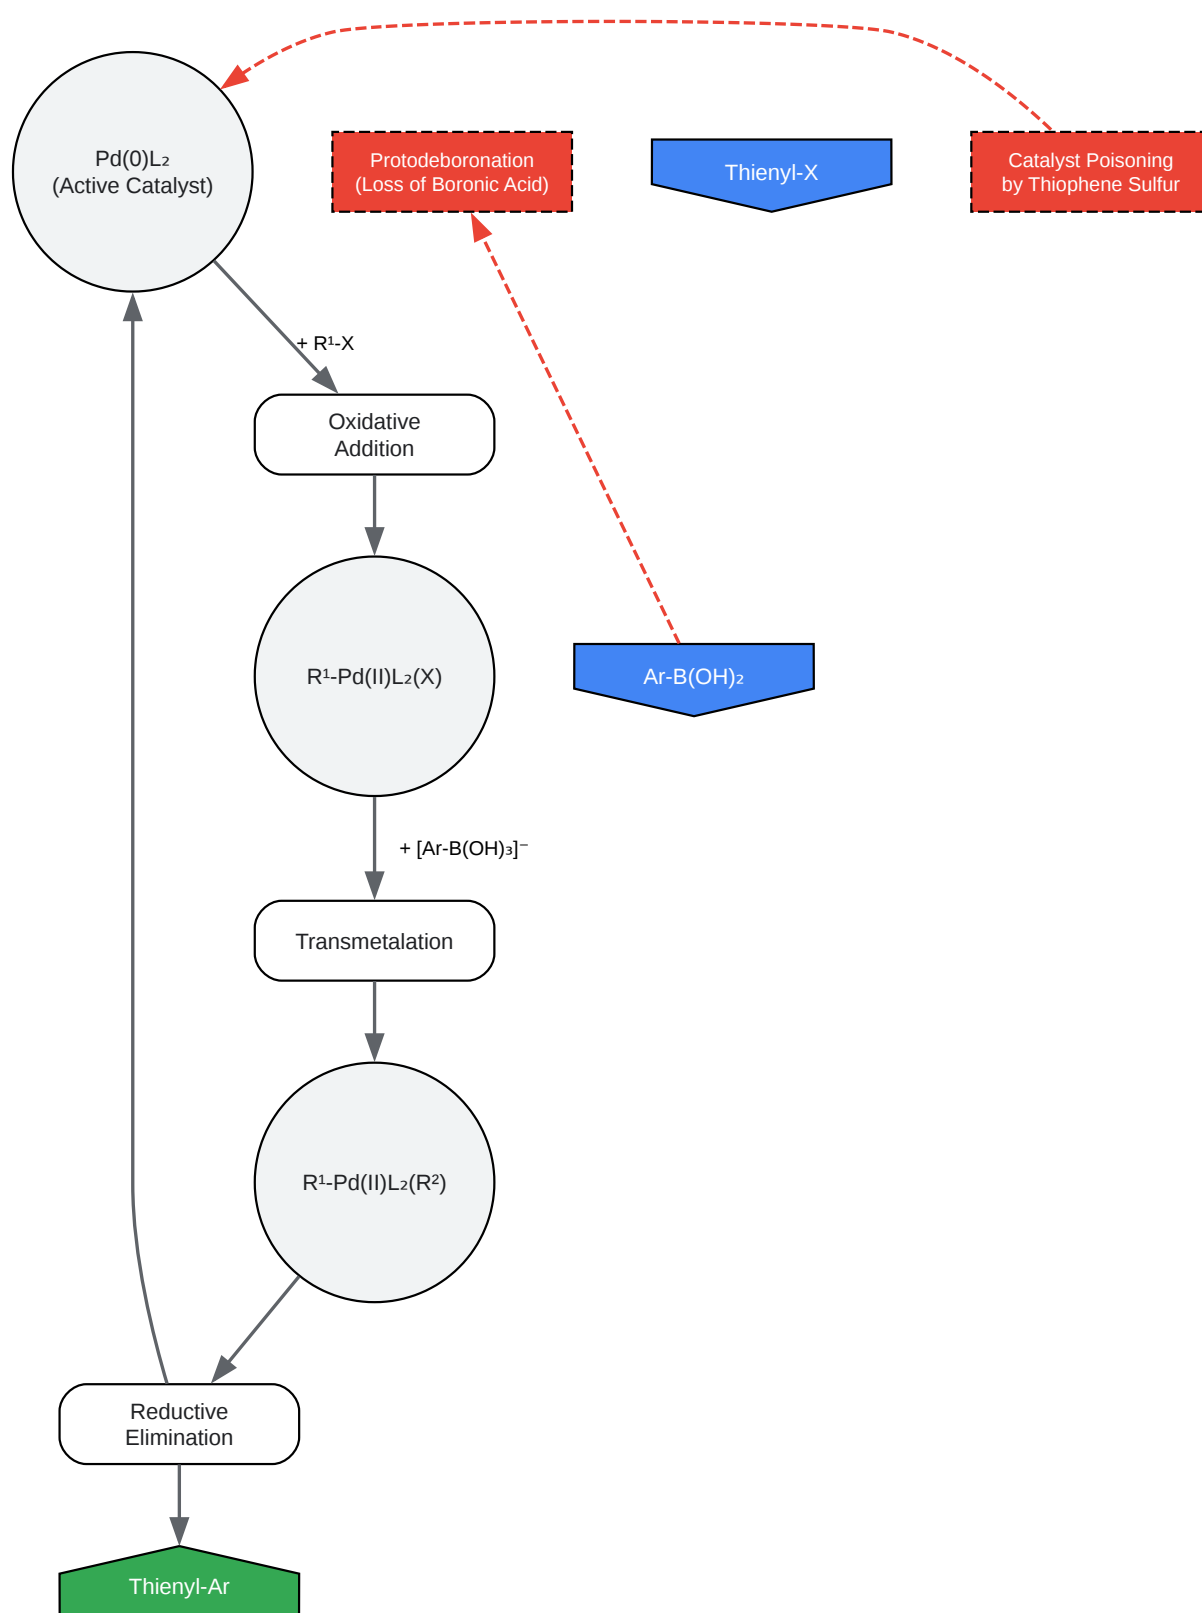 Pd(0)L₂
(Active Catalyst)
Protodeboronation
(Loss of Boronic Acid)
Thienyl-X
Catalyst Poisoning
by Thiophene Sulfur
+ R¹-X
Oxidative
Addition
R¹-Pd(II)L₂(X)
Ar-B(OH)₂
+ [Ar-B(OH)₃]⁻
Transmetalation
R¹-Pd(II)L₂(R²)
Reductive
Elimination
Thienyl-Ar